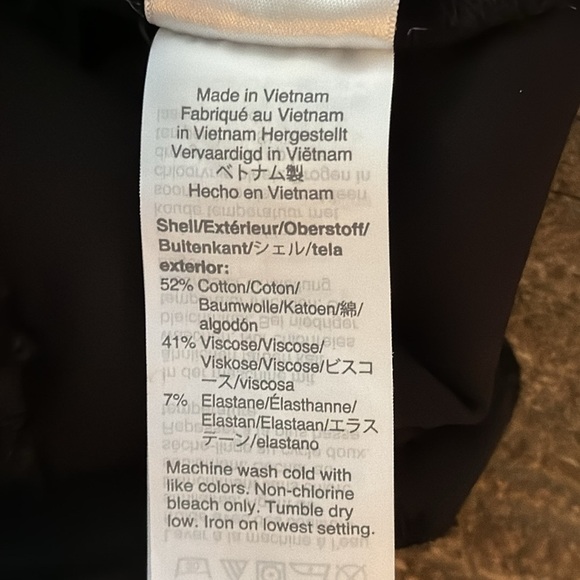 Made in Vietnam
Fabriqué au Vietnam
in Vietnam Hergestellt
Vervaardigd in Viëtnam
ベトナム製
Hecho en Vietnam
Shell/Extérieur/Oberstoff/
Buitenkant/シェル/tela
exterior:
52% Cotton/Coton/
Baumwolle/Katoen/綿/
algodón
41% Viscose/Viscose/
Viskose/Viscose/ビスコ
ース/viscosa
7% Elastane/Élasthanne/
Elastan/Elastaan/エラス
テーン/elastano
Machine wash cold with
like colors. Non-chlorine
bleach only. Tumble dry
low. Iron on lowest setting.